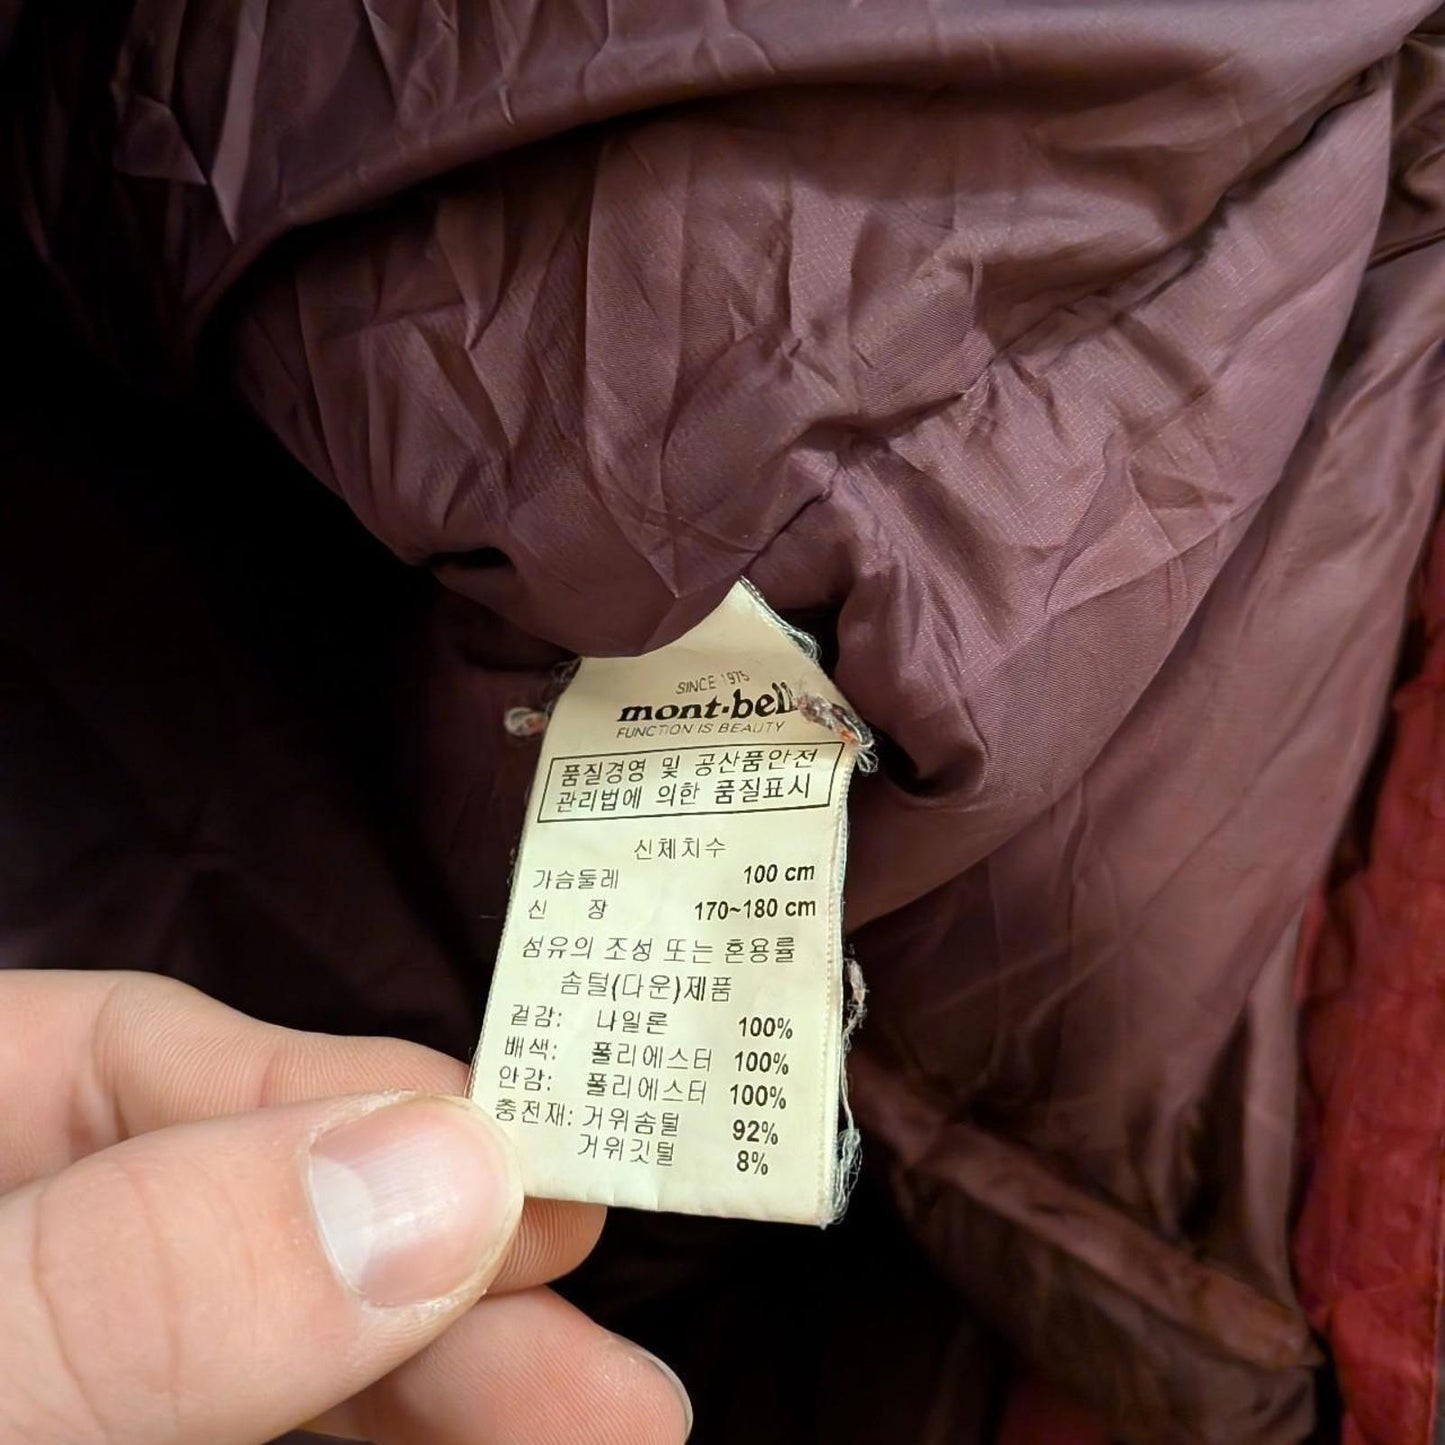 SINCE 1975
mont-bell
FUNCTION IS BEAUTY
품질경영 및 공산품안전
관리법에 의한 품질표시
신체치수
가슴둘레 100 cm
신 장 170~180 cm
섬유의 조성 또는 혼용률
솜털(다운)제품
겉감: 나일론 100%
배색: 폴리에스터 100%
안감: 폴리에스터 100%
충전재: 거위솜털 92%
거위깃털 8%